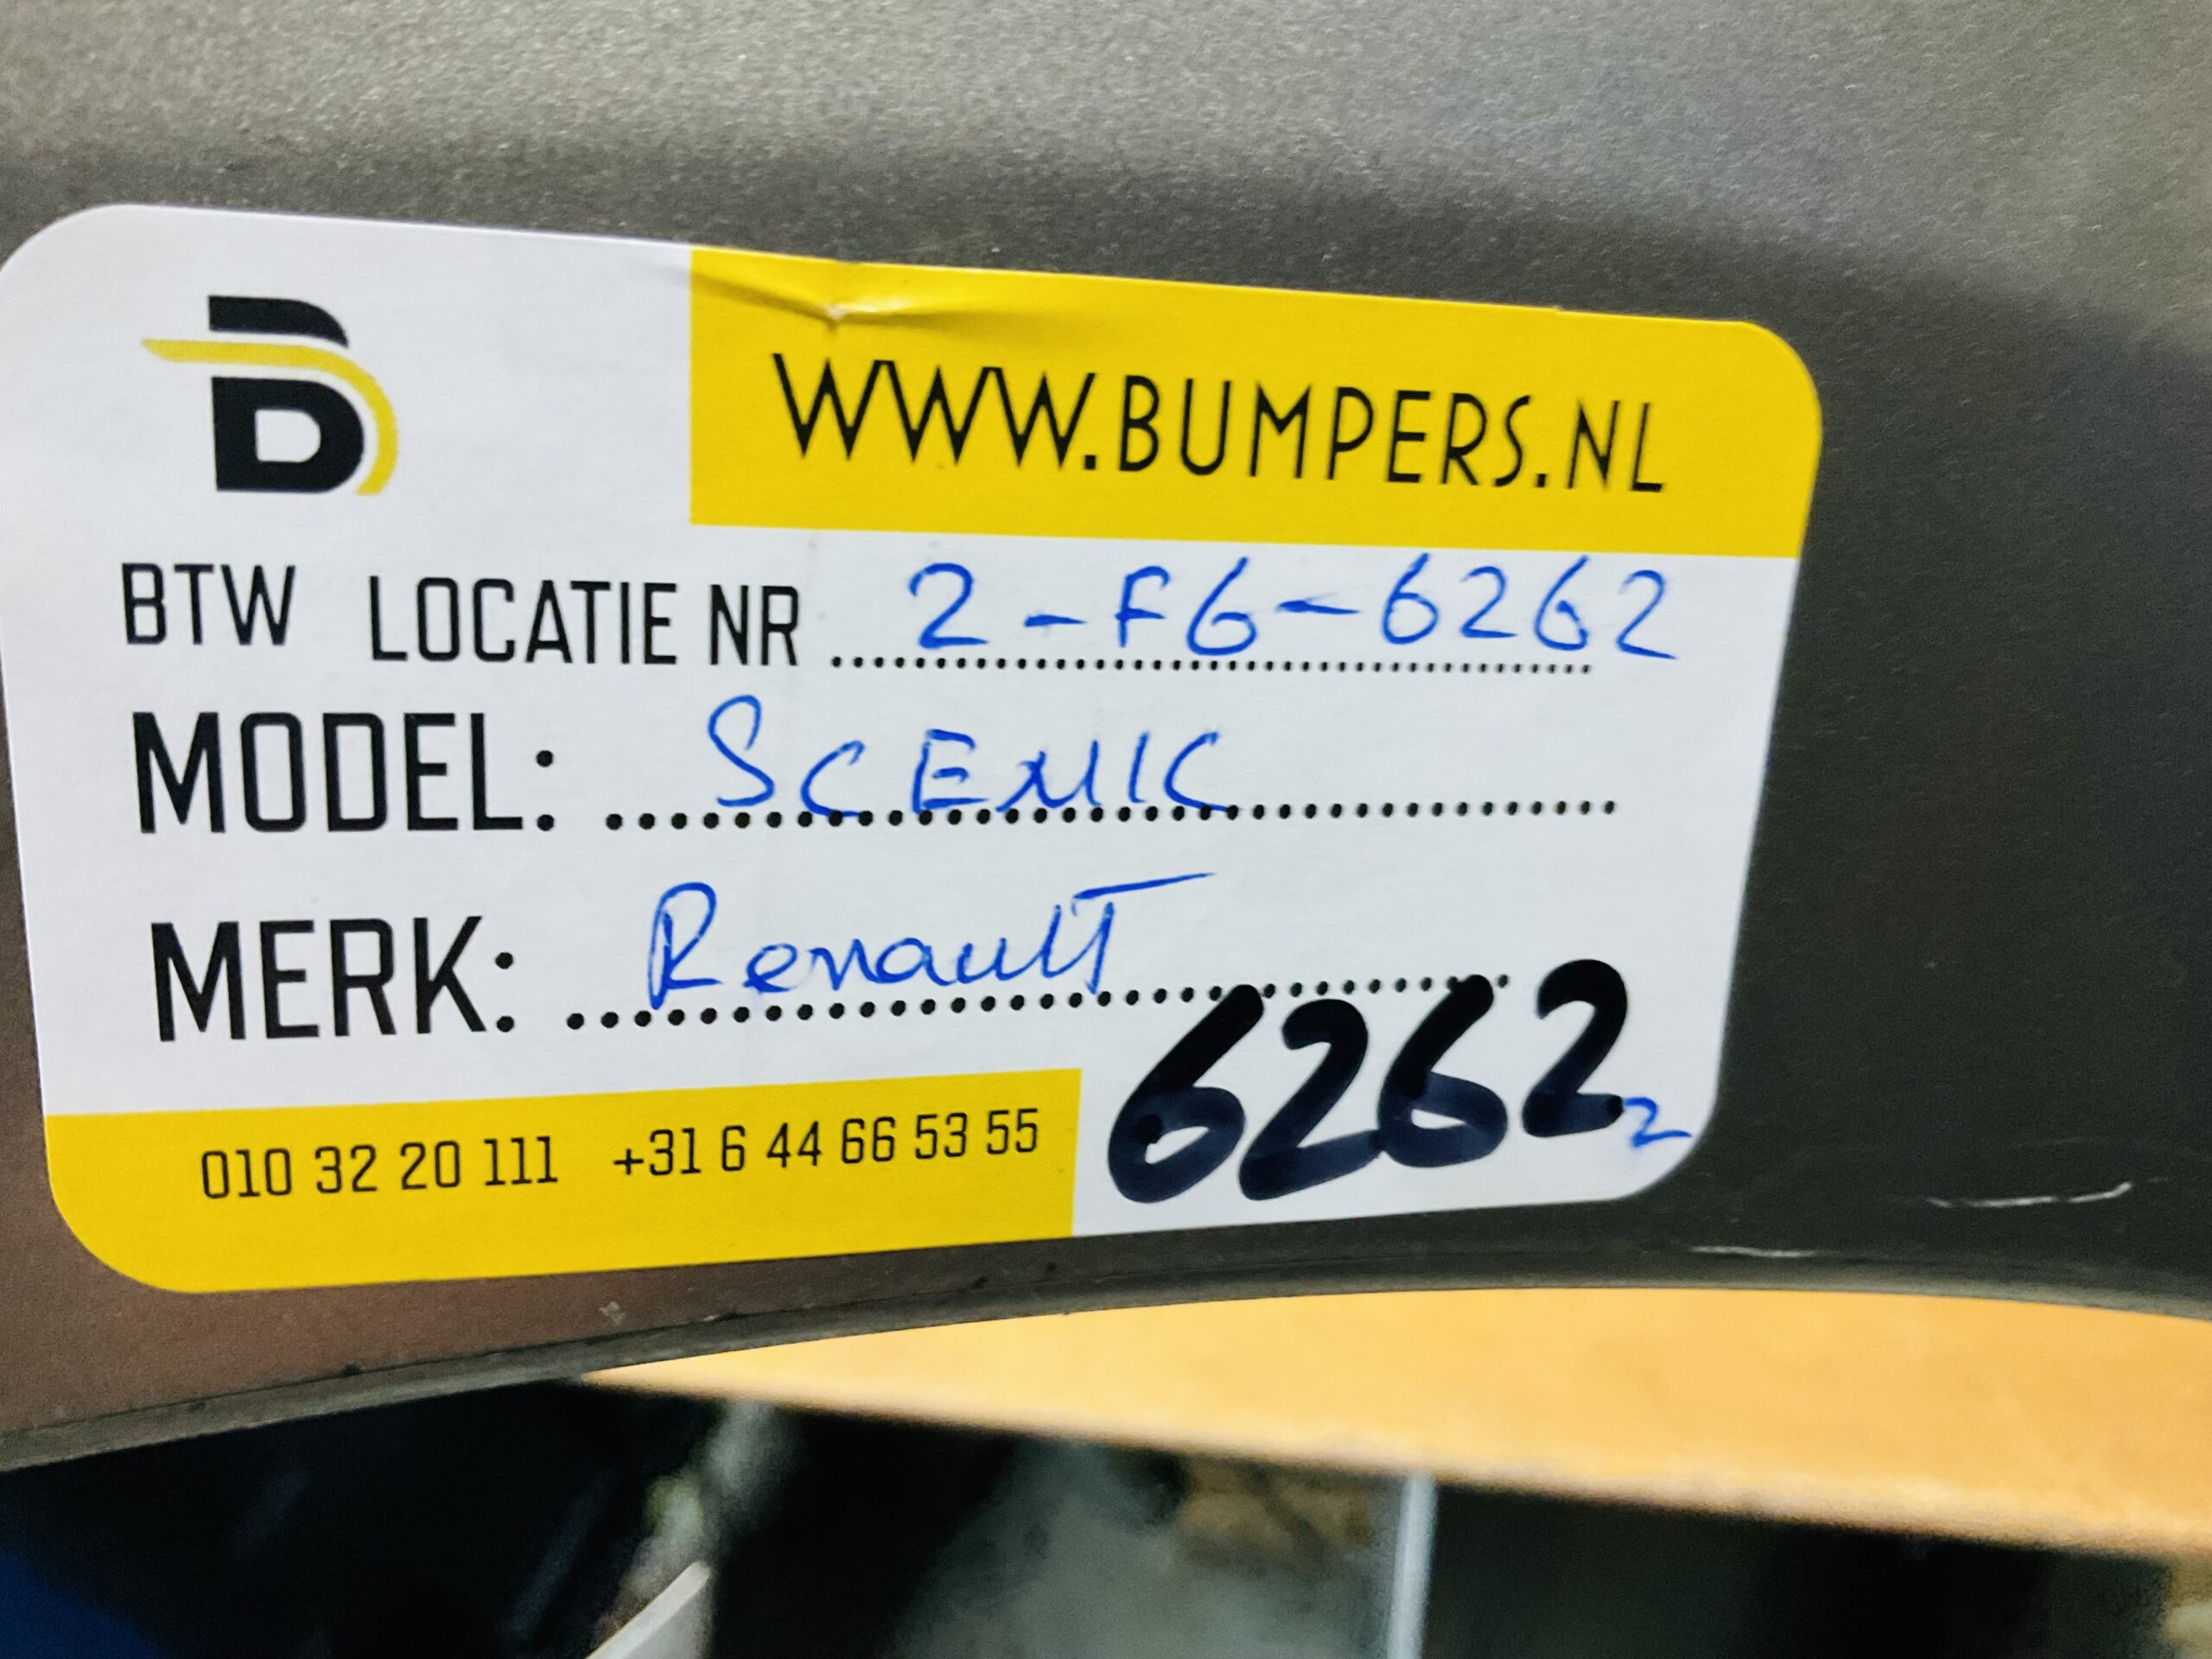 B
WWW.BUMPERS.NL
BTW LOCATIE NR 2-F6-6262
MODEL: SCENIC
MERK: Renault
6262 2
010 32 20 111 +31 6 44 66 53 55